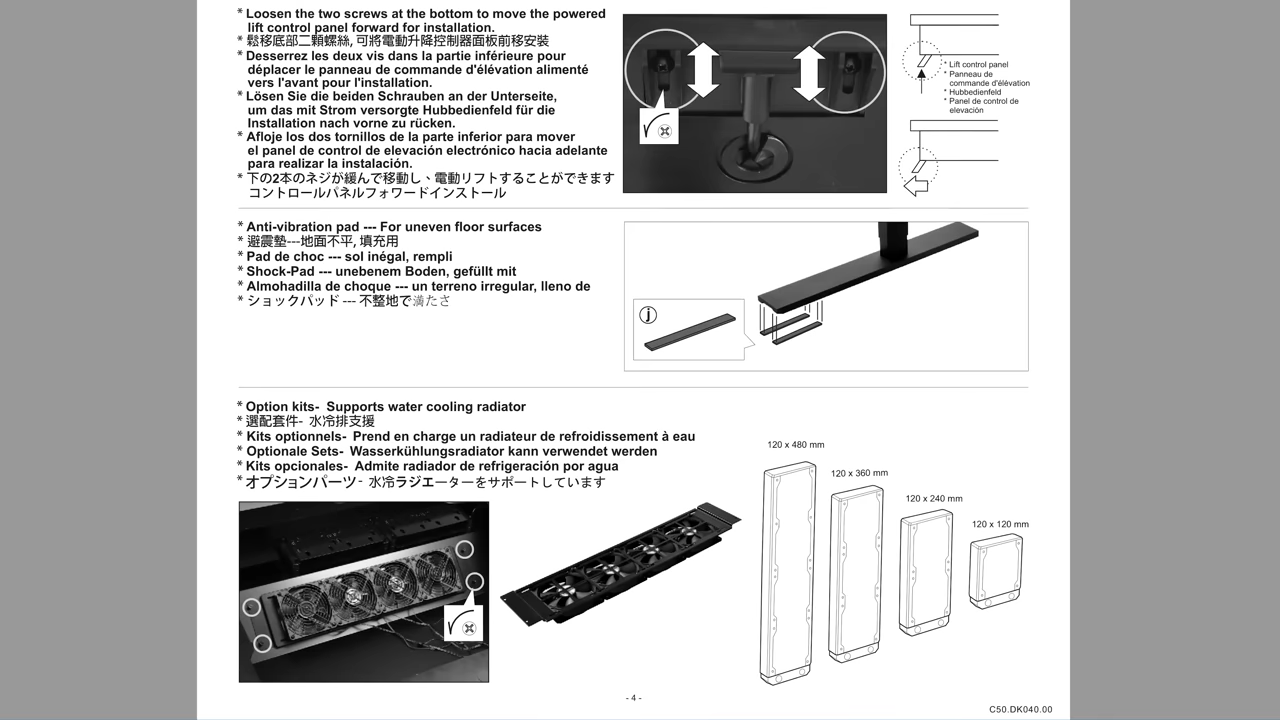 * Loosen the two screws at the bottom to move the powered
lift control panel forward for installation.
* 鬆移底部二顆螺絲, 可將電動升降控制器面板前移安裝
* Desserrez les deux vis dans la partie inférieure pour
déplacer le panneau de commande d'élévation alimenté
vers l'avant pour l'installation.
* Lösen Sie die beiden Schrauben an der Unterseite,
um das mit Strom versorgte Hubbedienfeld für die
Installation nach vorne zu rücken.
* Afloje los dos tornillos de la parte inferior para mover
el panel de control de elevación electrónico hacia adelante
para realizar la instalación.
* 下の2本のネジが緩んで移動し、電動リフトすることができます
コントロールパネルフォワードインストール
* Lift control panel
* Panneau de
commande d'élévation
* Hubbedienfeld
* Panel de control de
elevación
* Anti-vibration pad --- For uneven floor surfaces
* 避震墊---地面不平, 填充用
* Pad de choc --- sol inégal, rempli
* Shock-Pad --- unebenem Boden, gefüllt mit
* Almohadilla de choque --- un terreno irregular, lleno de
* ショックパッド --- 不整地で満たさ
j
* Option kits- Supports water cooling radiator
* 選配套件- 水冷排支援
* Kits optionnels- Prend en charge un radiateur de refroidissement à eau
* Optionale Sets- Wasserkühlungsradiator kann verwendet werden
* Kits opcionales- Admite radiador de refrigeración por agua
* オプションパーツ- 水冷ラジエーターをサポートしています
120 x 480 mm
120 x 360 mm
120 x 240 mm
120 x 120 mm
- 4 -
C50.DK040.00